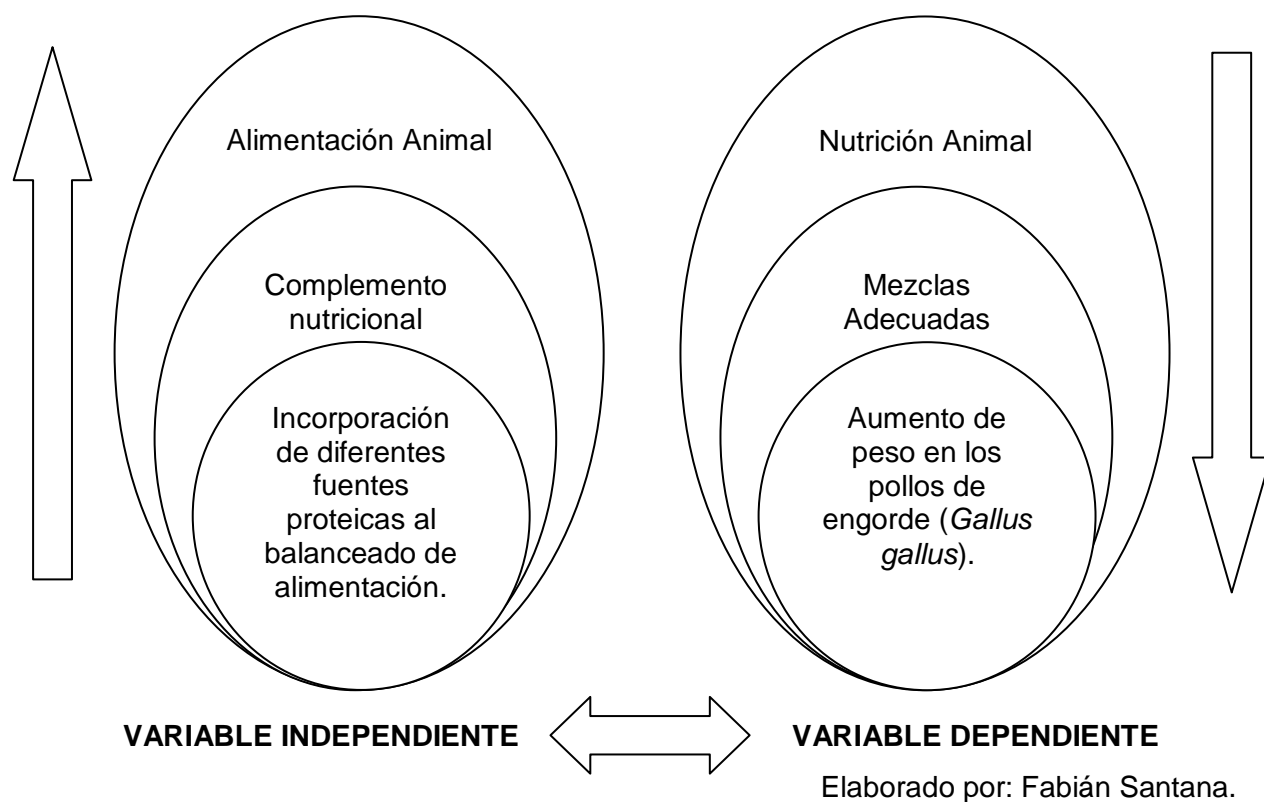 Alimentación Animal
Complemento
nutricional
Incorporación
de diferentes
fuentes
proteicas al
balanceado de
alimentación.
Nutrición Animal
Mezclas
Adecuadas
Aumento de
peso en los
pollos de
engorde (Gallus
gallus).
VARIABLE INDEPENDIENTE
VARIABLE DEPENDIENTE
Elaborado por: Fabián Santana.